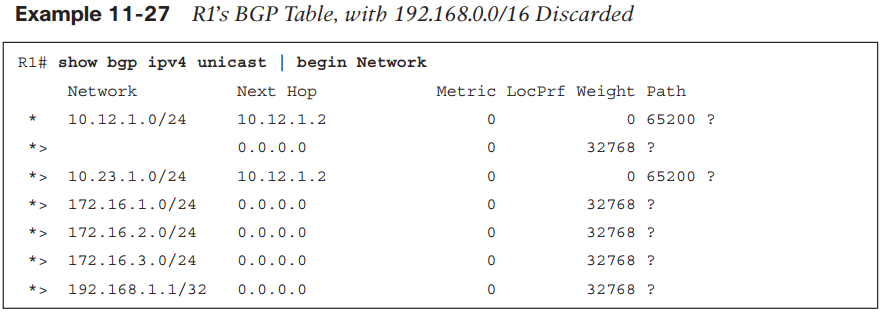 Example 11-27 R1's BGP Table, with 192.168.0.0/16 Discarded
R1# show bgp ipv4 unicast | begin Network
Network Next Hop Metric LocPrf Weight Path
* 10.12.1.0/24 10.12.1.2 0 0 65200 ?
*> 0.0.0.0 0 32768 ?
*> 10.23.1.0/24 10.12.1.2 0 0 65200 ?
*> 172.16.1.0/24 0.0.0.0 0 32768 ?
*> 172.16.2.0/24 0.0.0.0 0 32768 ?
*> 172.16.3.0/24 0.0.0.0 0 32768 ?
*> 192.168.1.1/32 0.0.0.0 0 32768 ?